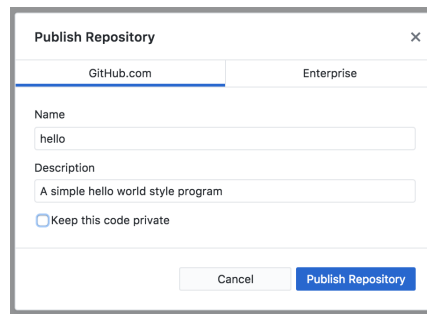 Publish Repository
GitHub.com
Enterprise
Name
hello
Description
A simple hello world style program
Keep this code private
Cancel
Publish Repository